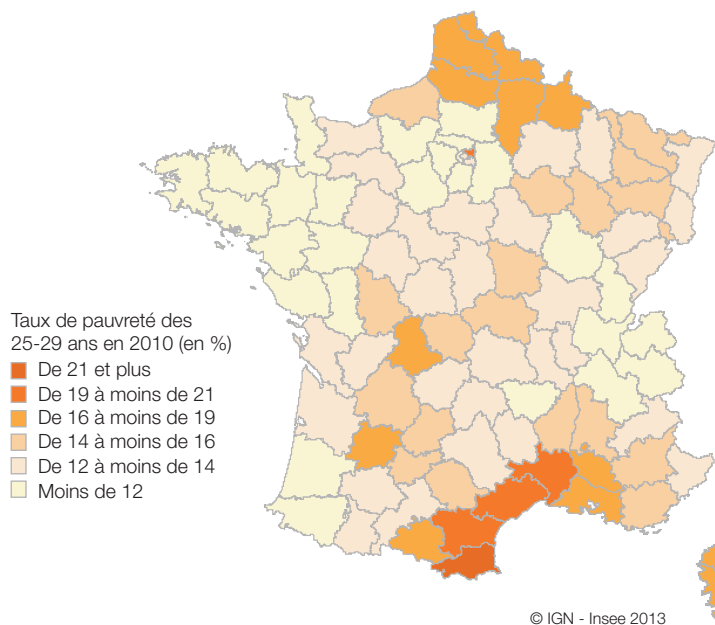 Taux de pauvreté des
25-29 ans en 2010 (en %)
De 21 et plus
De 19 à moins de 21
De 16 à moins de 19
De 14 à moins de 16
De 12 à moins de 14
Moins de 12
© IGN - Insee 2013